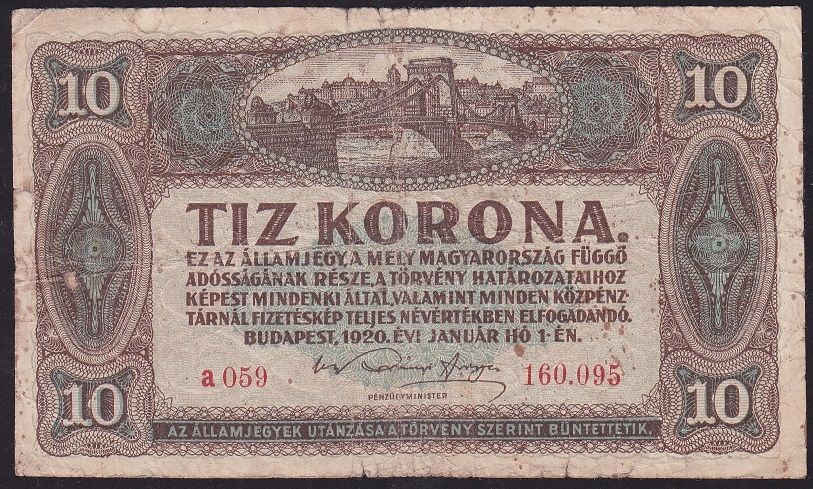 10 10
TIZ KORONA.
EZ AZ ÁLLAMJEGY, A MELY MAGYARORSZÁG FÜGGŐ
ADÓSSÁGÁNAK RÉSZE, A TÖRVÉNY HATÁROZATAIHOZ
KÉPEST MINDENKI ÁLTAL, VALAMINT MINDEN KÖZPÉNZ-
TÁRNÁL FIZETÉSKÉP TELJES NÉVÉRTÉKBEN ELFOGADANDÓ.
BUDAPEST, 1920. ÉVI JANUÁR HÓ 1-ÉN.
a 059 160.095
PÉNZÜGYMINISTER
10 10
AZ ÁLLAMJEGYEK UTÁNZÁSA A TÖRVÉNY SZERINT BÜNTETTETIK.